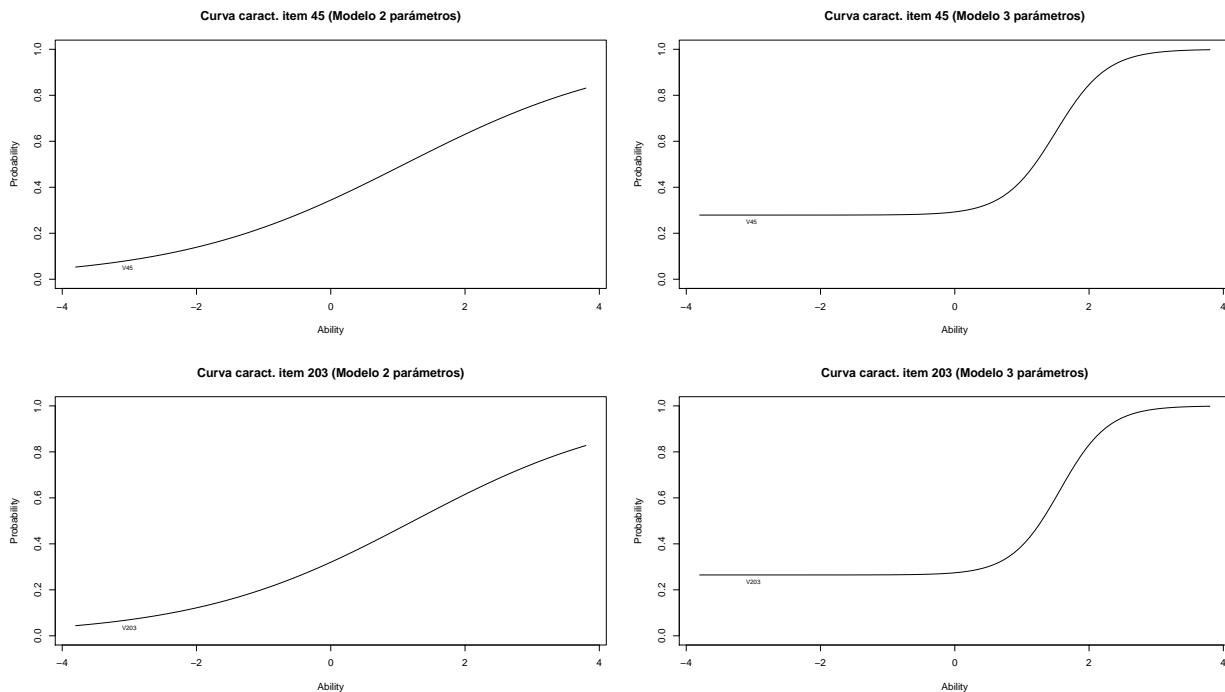 Curva caract. item 45 (Modelo 2 parámetros)
1.0
0.8
0.6
0.4
0.2
0.0
Probability
V45
−4 −2 0 2 4
Ability
Curva caract. item 45 (Modelo 3 parámetros)
1.0
0.8
0.6
0.4
0.2
0.0
Probability
V45
−4 −2 0 2 4
Ability
Curva caract. item 203 (Modelo 2 parámetros)
1.0
0.8
0.6
0.4
0.2
0.0
Probability
V203
−4 −2 0 2 4
Ability
Curva caract. item 203 (Modelo 3 parámetros)
1.0
0.8
0.6
0.4
0.2
0.0
Probability
V203
−4 −2 0 2 4
Ability